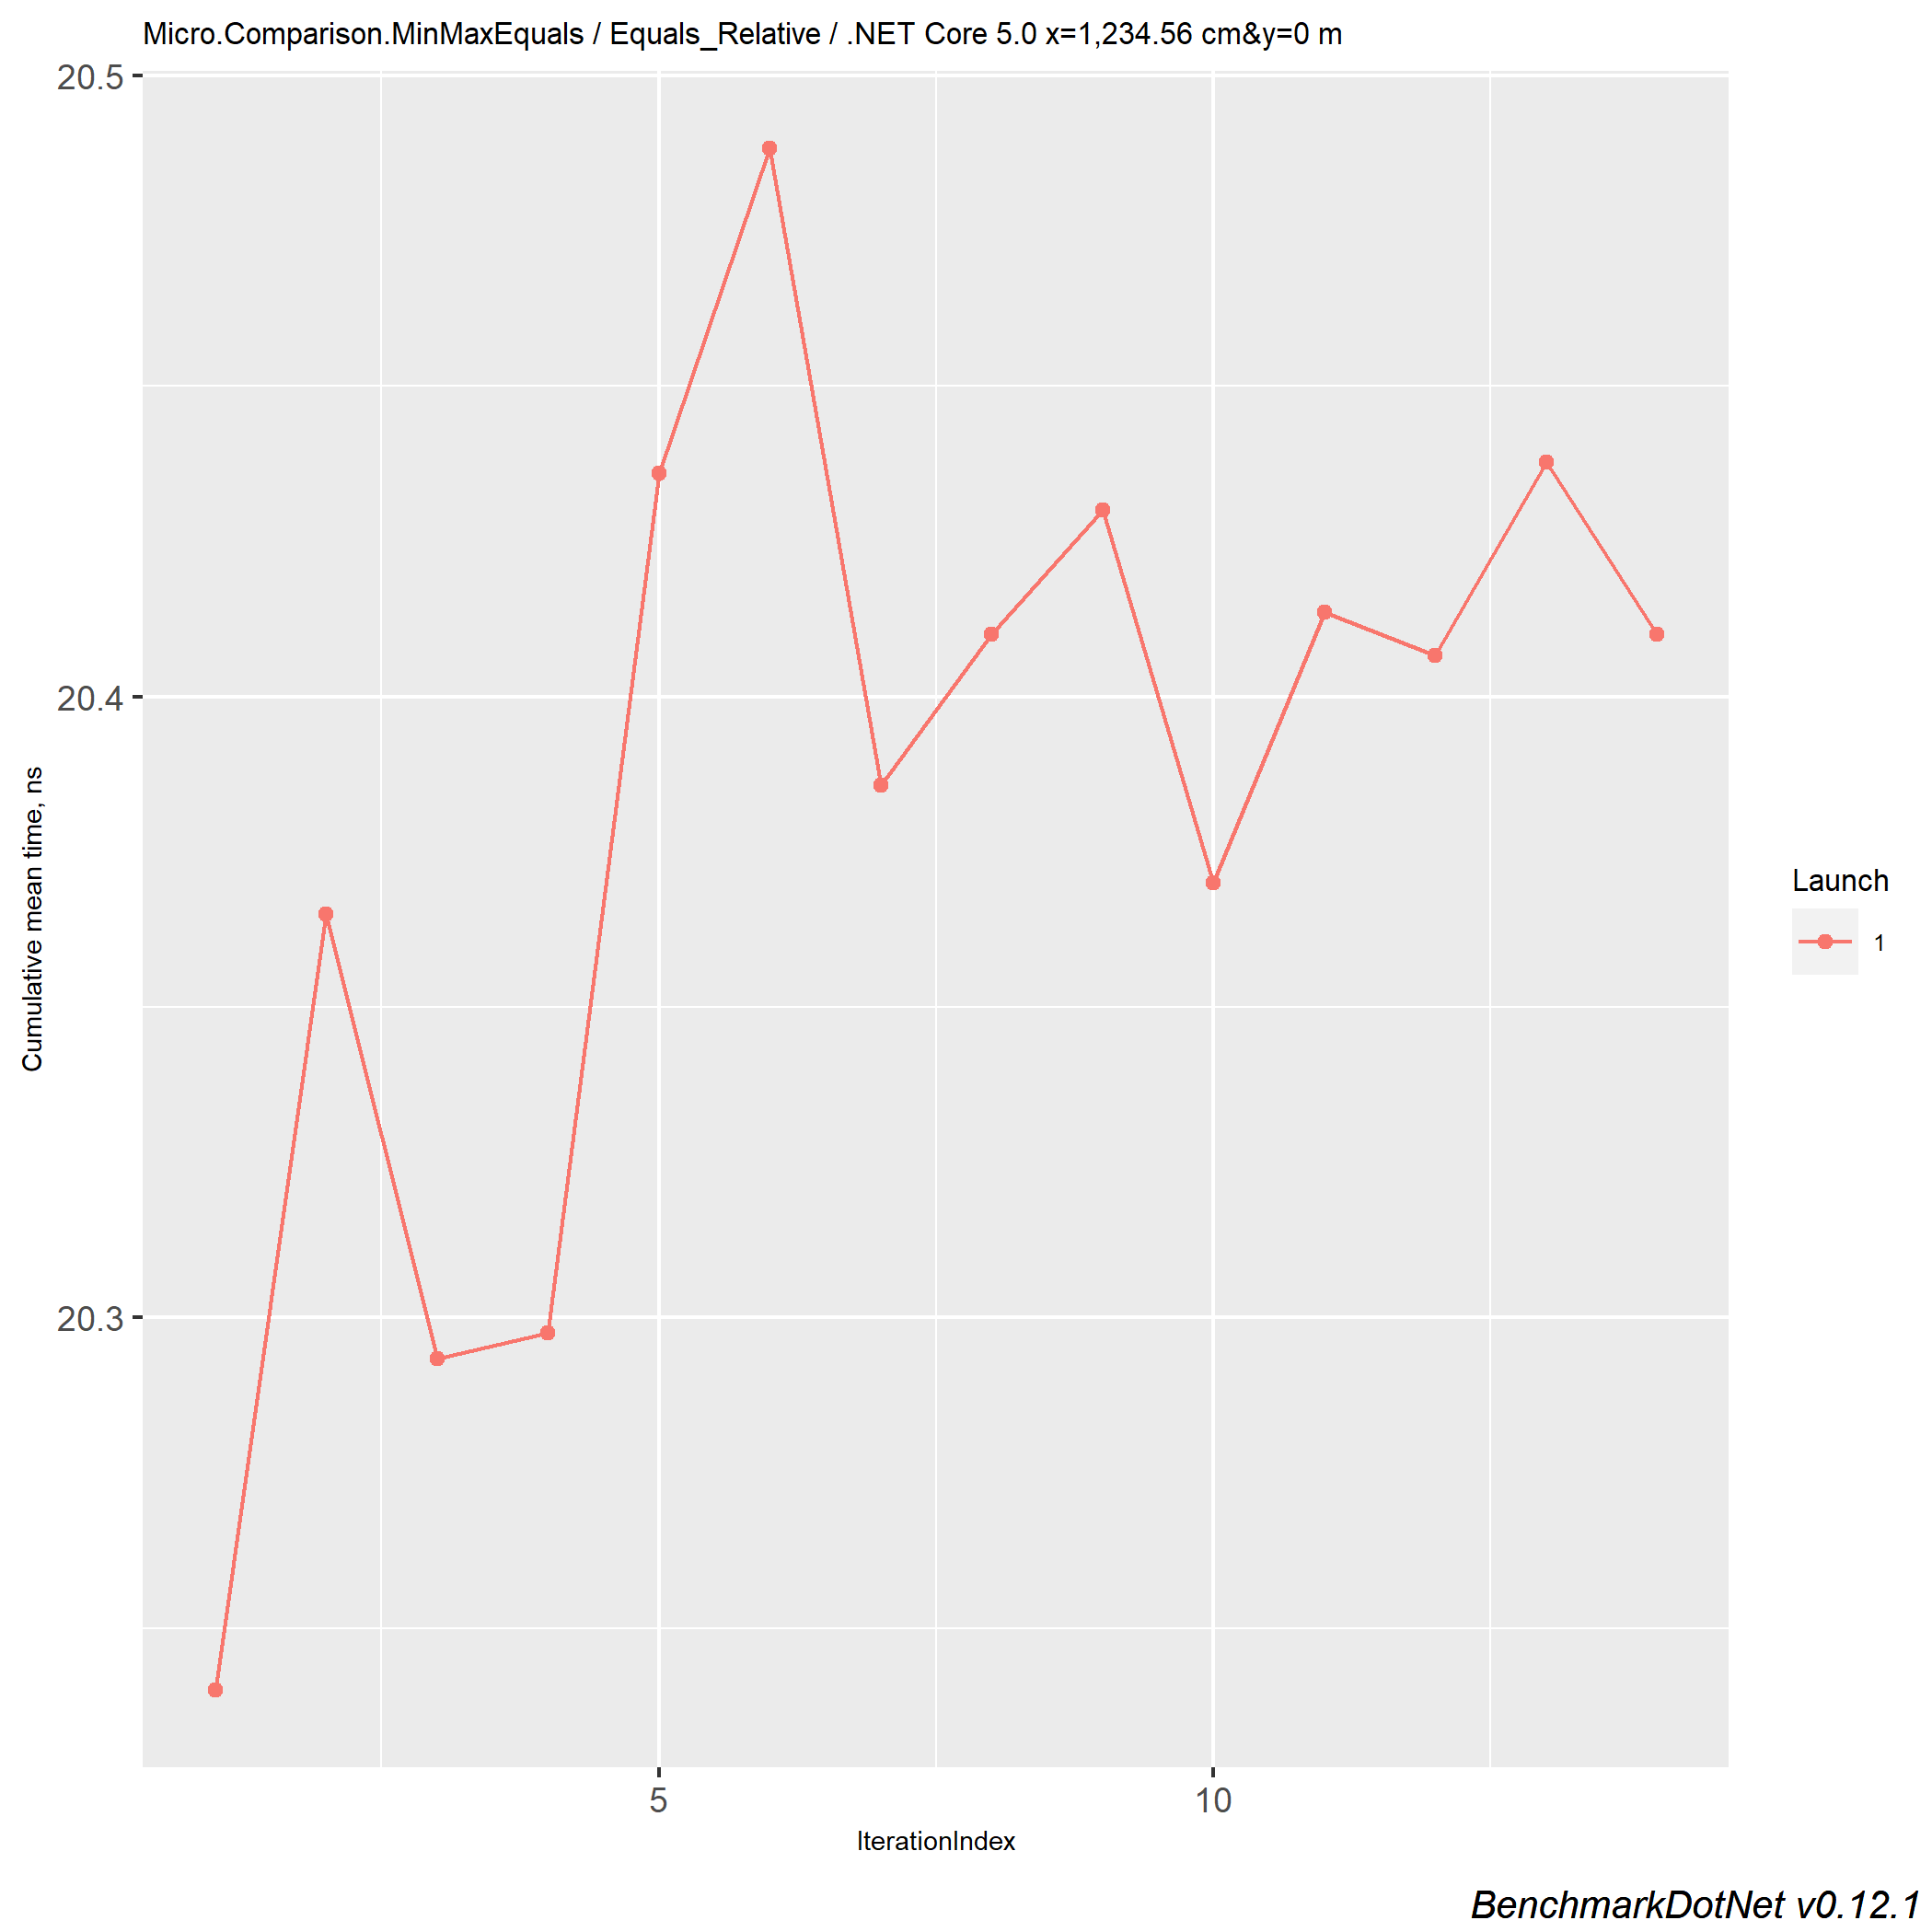 Micro.Comparison.MinMaxEquals / Equals_Relative / .NET Core 5.0 x=1,234.56 cm&y=0 m
20.5
20.4
20.3
Cumulative mean time, ns
5
10
IterationIndex
Launch
1
BenchmarkDotNet v0.12.1